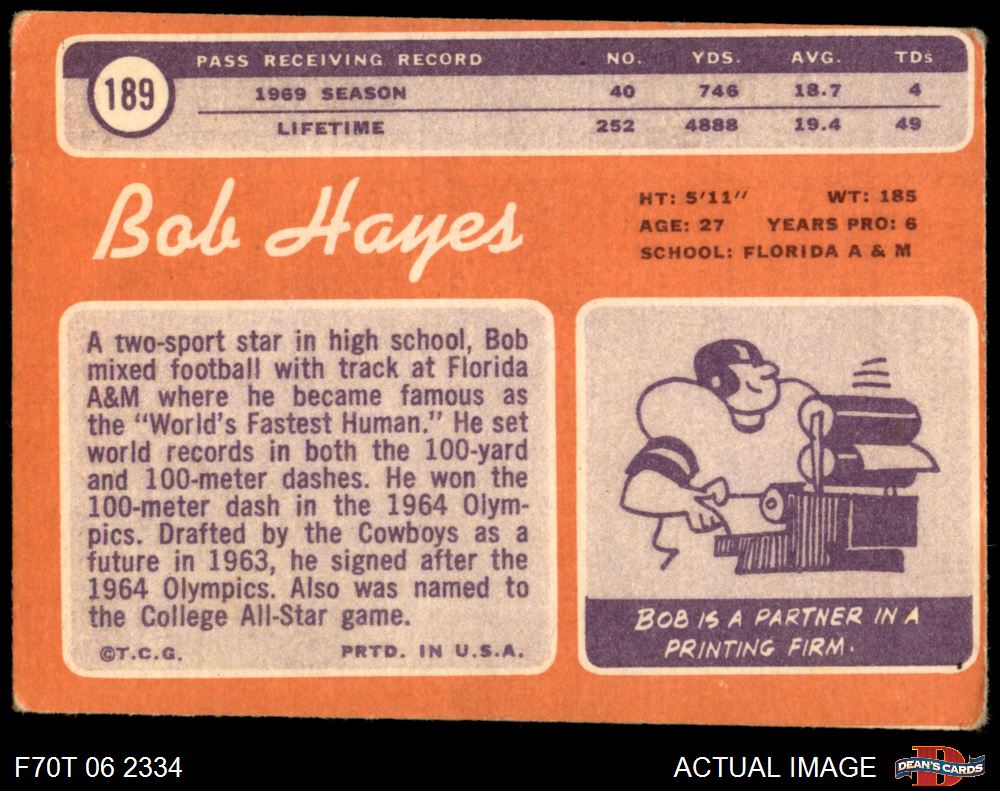 189
PASS RECEIVING RECORD NO. YDS. AVG. TDs
1969 SEASON 40 746 18.7 4
LIFETIME 252 4888 19.4 49
Bob Hayes
HT: 5'11" WT: 185
AGE: 27 YEARS PRO: 6
SCHOOL: FLORIDA A & M
A two-sport star in high school, Bob
mixed football with track at Florida
A&M where he became famous as
the "World's Fastest Human." He set
world records in both the 100-yard
and 100-meter dashes. He won the
100-meter dash in the 1964 Olym-
pics. Drafted by the Cowboys as a
future in 1963, he signed after the
1964 Olympics. Also was named to
the College All-Star game.
©T.C.G. PRTD. IN U.S.A.
BOB IS A PARTNER IN A
PRINTING FIRM.
F70T 06 2334
ACTUAL IMAGE
DEAN'S CARDS